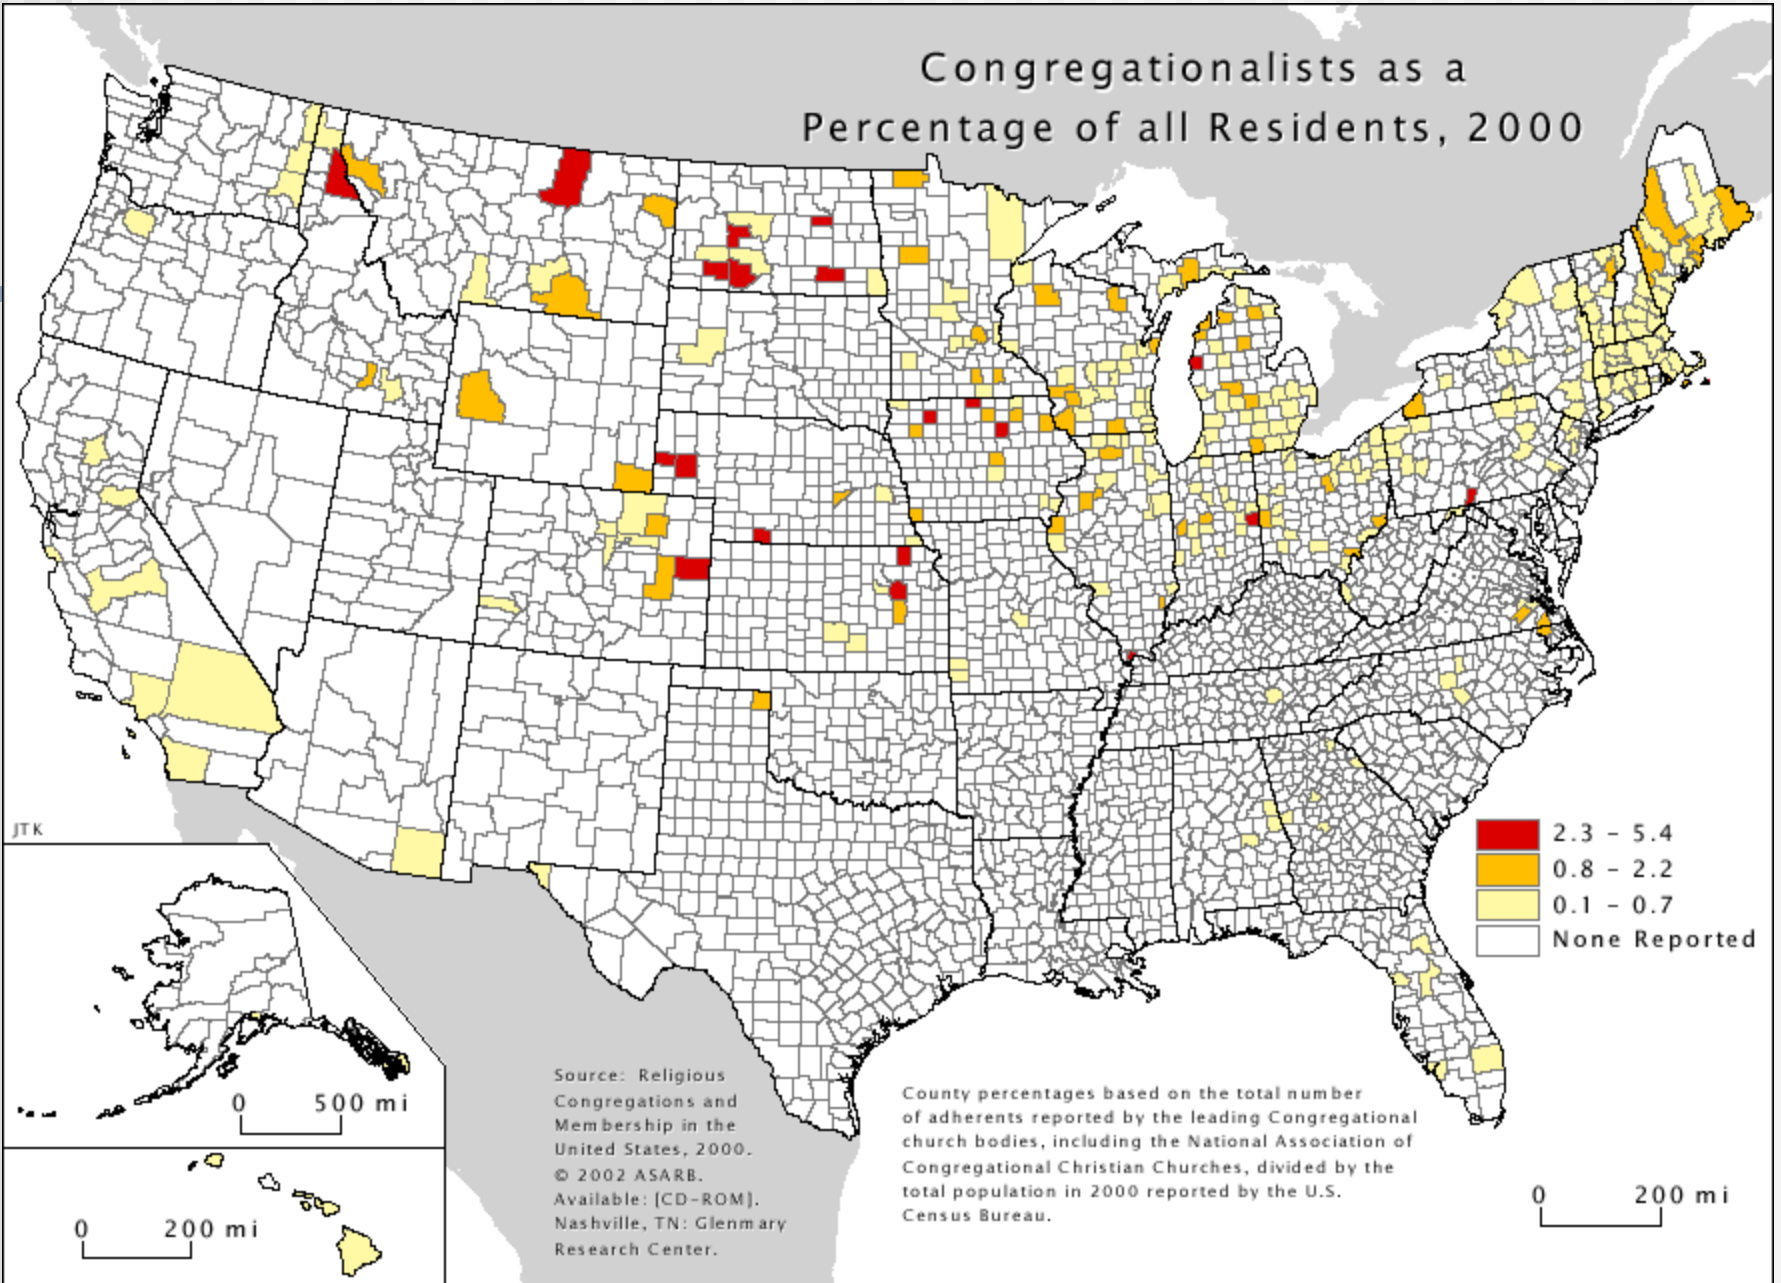 Congregationalists as a
Percentage of all Residents, 2000
JTK
2.3 - 5.4
0.8 - 2.2
0.1 - 0.7
None Reported
0 500 mi
0 200 mi
Source: Religious
Congregations and
Membership in the
United States, 2000.
© 2002 ASARB.
Available: [CD-ROM].
Nashville, TN: Glenmary
Research Center.
County percentages based on the total number
of adherents reported by the leading Congregational
church bodies, including the National Association of
Congregational Christian Churches, divided by the
total population in 2000 reported by the U.S.
Census Bureau.
0 200 mi